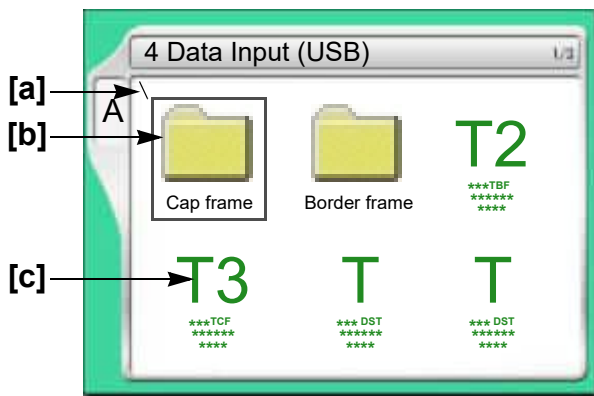 4 Data Input (USB) 1/3
[a] \
A
[b]
Cap frame Border frame
T2
***TBF
******
****
[c] T3 T T
***TCF *** DST *** DST
****** ****** ******
**** **** ****